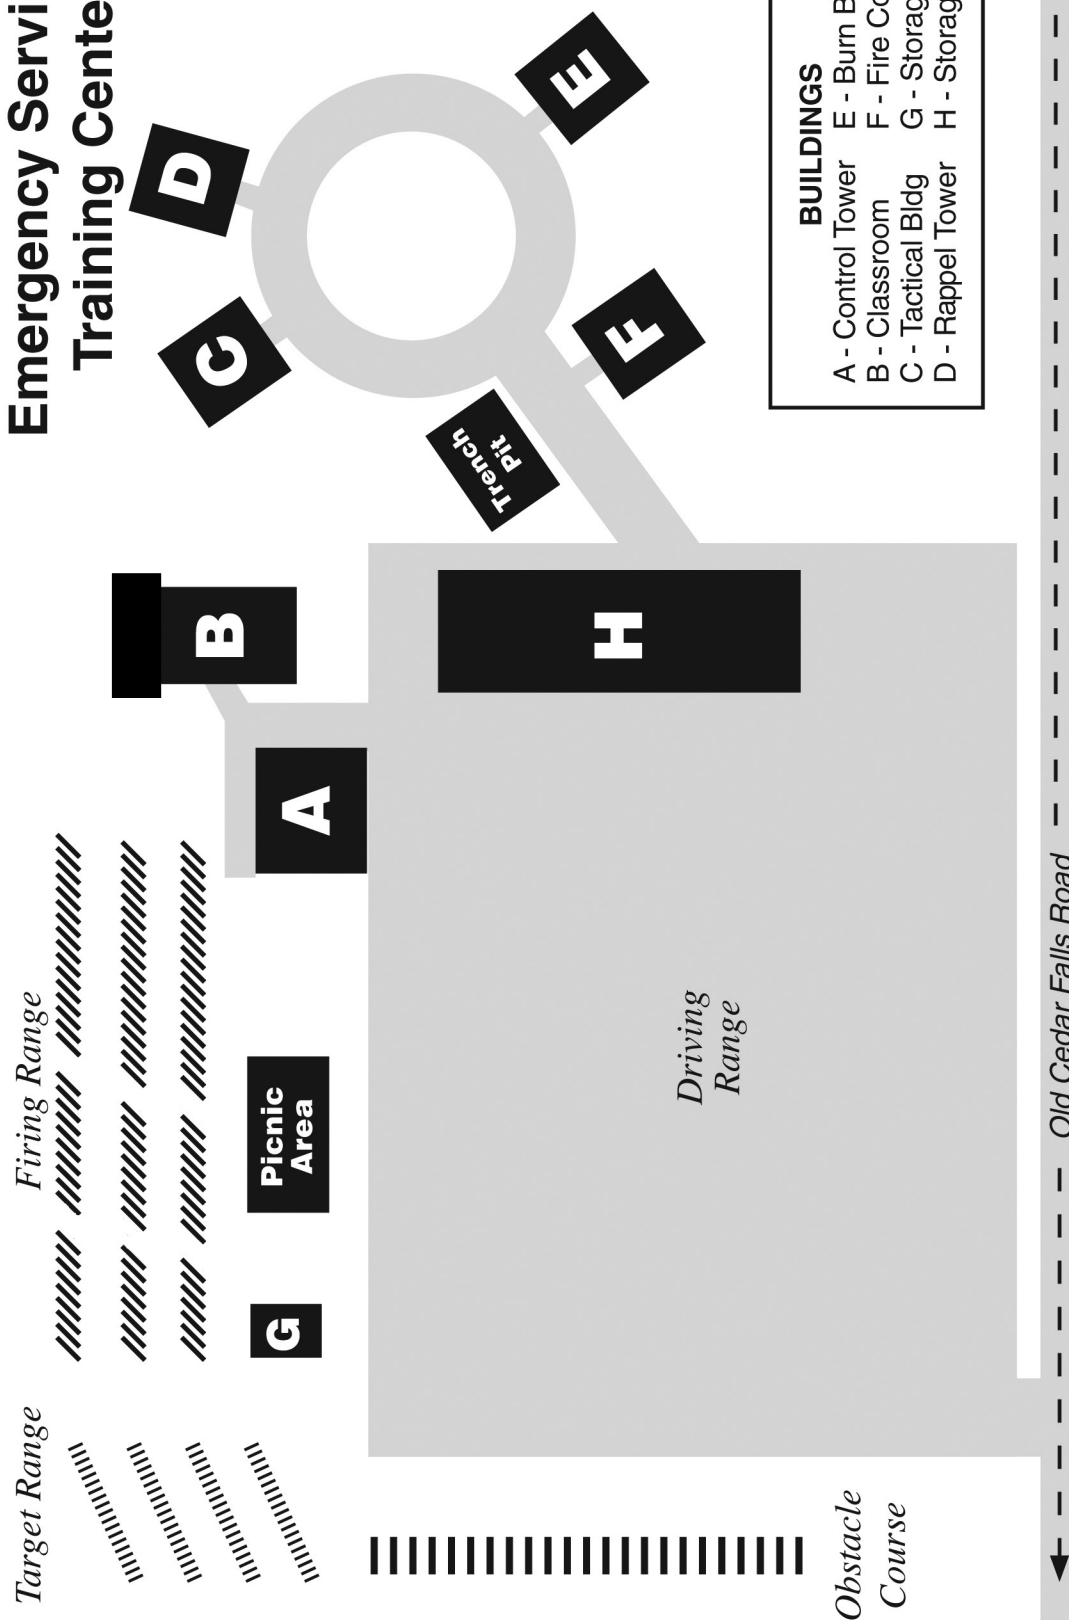 Emergency Servi
Training Cente
D
E
C
F
Trench
Pit
B
H
A
Firing Range
Picnic
Area
G
Target Range
Driving
Range
Obstacle
Course
BUILDINGS
A - Control Tower E - Burn B
B - Classroom F - Fire Co
C - Tactical Bldg G - Storag
D - Rappel Tower H - Storag
Old Cedar Falls Road